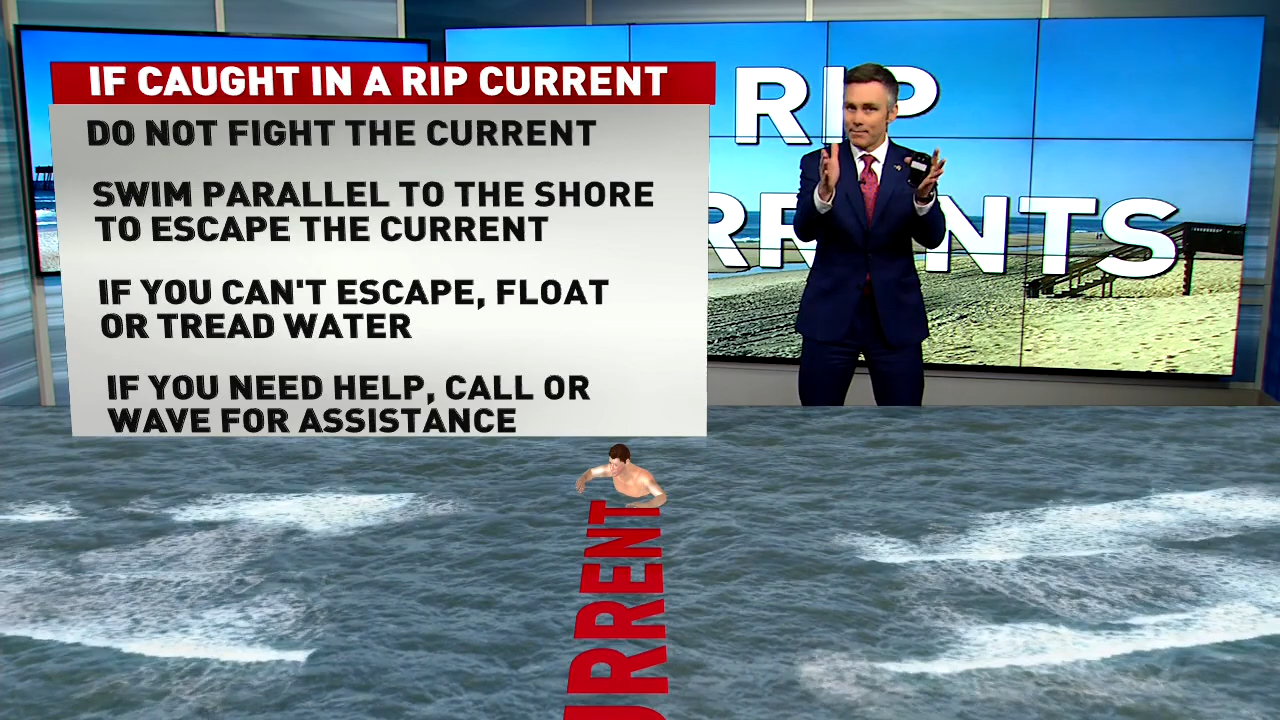 IF CAUGHT IN A RIP CURRENT
DO NOT FIGHT THE CURRENT
SWIM PARALLEL TO THE SHORE
TO ESCAPE THE CURRENT
IF YOU CAN'T ESCAPE, FLOAT
OR TREAD WATER
IF YOU NEED HELP, CALL OR
WAVE FOR ASSISTANCE
RIP